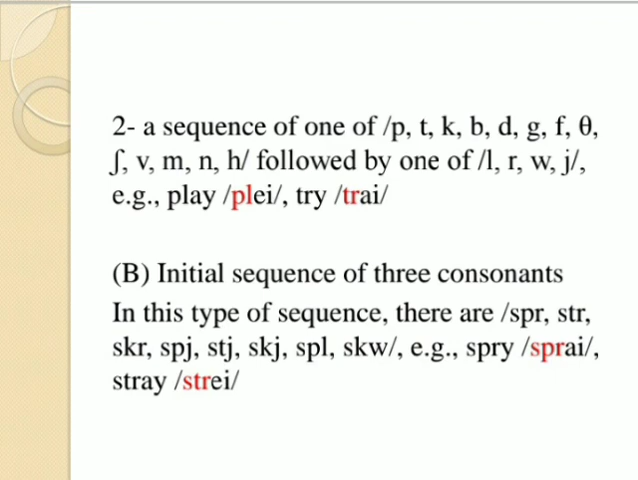 2- a sequence of one of /p, t, k, b, d, g, f, θ,
ʃ, v, m, n, h/ followed by one of /l, r, w, j/,
e.g., play /plei/, try /trai/
(B) Initial sequence of three consonants
In this type of sequence, there are /spr, str,
skr, spj, stj, skj, spl, skw/, e.g., spry /sprai/,
stray /strei/